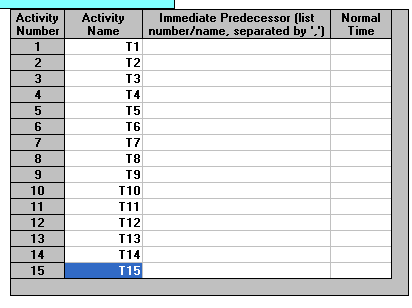 Activity Number Activity Name Immediate Predecessor (list number/name, separated by ',') Normal Time
1 T1
2 T2
3 T3
4 T4
5 T5
6 T6
7 T7
8 T8
9 T9
10 T10
11 T11
12 T12
13 T13
14 T14
15 T15